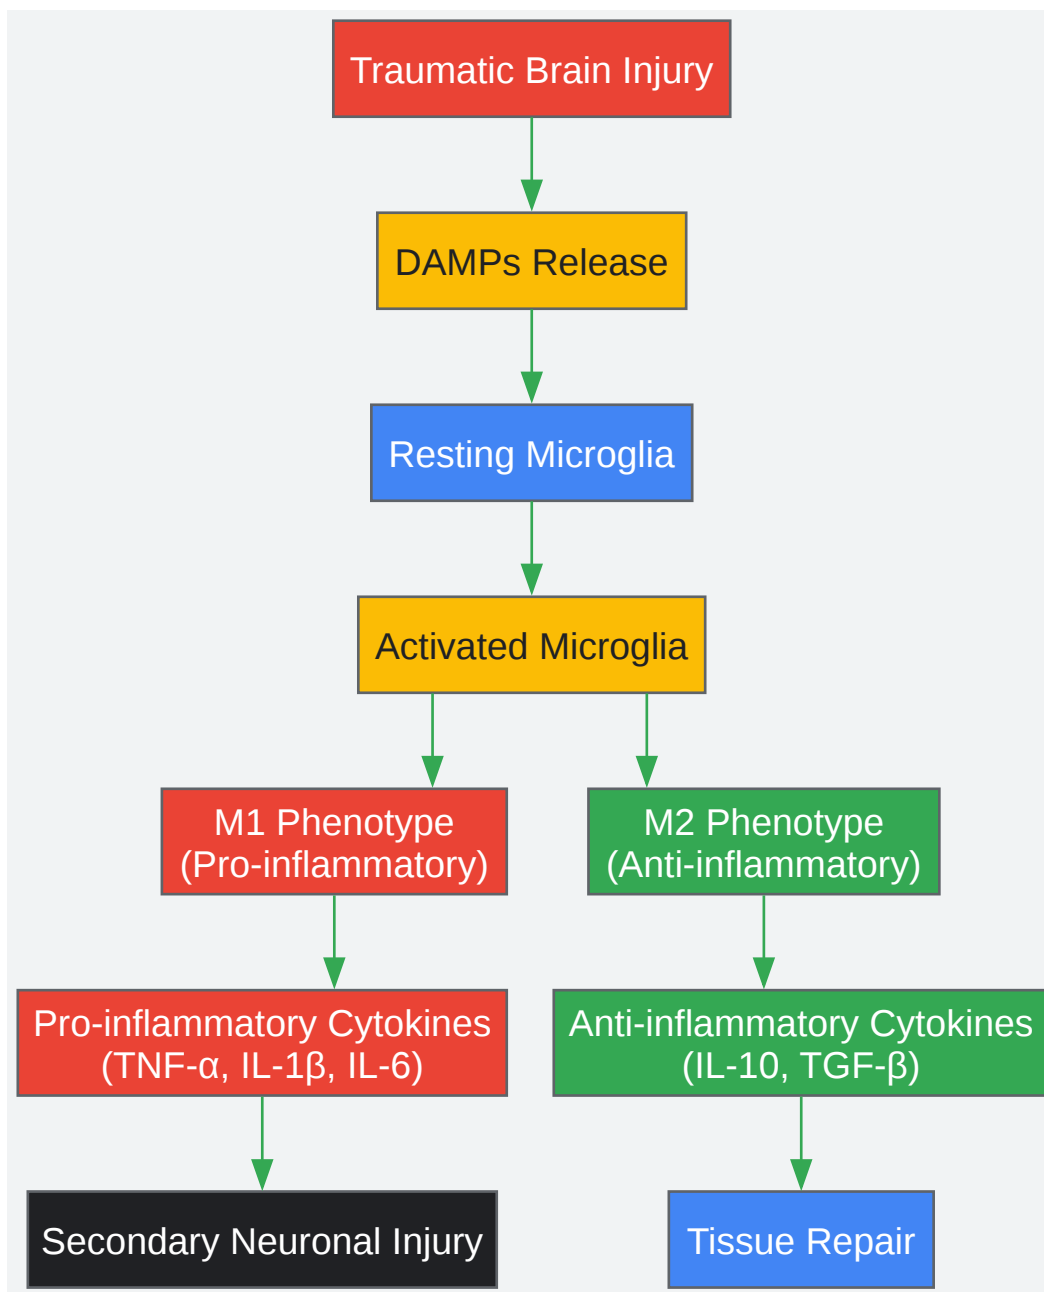 Traumatic Brain Injury
DAMPs Release
Resting Microglia
Activated Microglia
M1 Phenotype
(Pro-inflammatory)
M2 Phenotype
(Anti-inflammatory)
Pro-inflammatory Cytokines
(TNF-α, IL-1β, IL-6)
Anti-inflammatory Cytokines
(IL-10, TGF-β)
Secondary Neuronal Injury
Tissue Repair